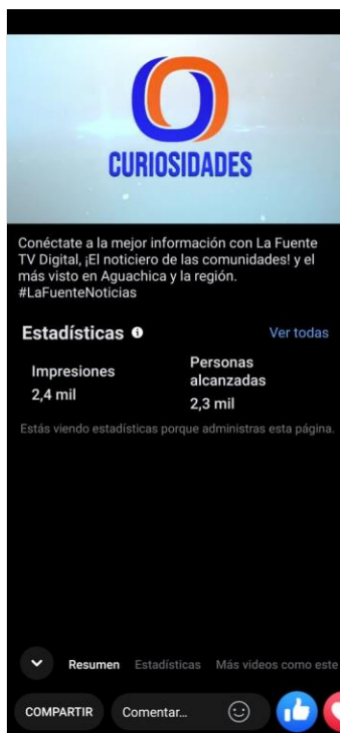 CURIOSIDADES
Conéctate a la mejor información con La Fuente
TV Digital, ¡El noticiero de las comunidades! y el
más visto en Aguachica y la región.
#LaFuenteNoticias
Estadísticas
Ver todas
Impresiones
2,4 mil
Personas
alcanzadas
2,3 mil
Estás viendo estadísticas porque administras esta página.
Resumen Estadísticas Más videos como este
COMPARTIR Comentar...